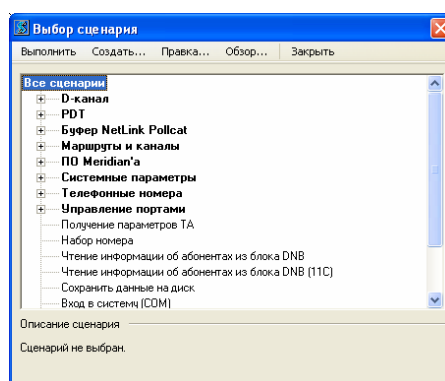 Выбор сценария
Выполнить Создать... Правка... Обзор... Закрыть
Все сценарии
D-канал
PDT
Буфер NetLink Pollcat
Маршруты и каналы
ПО Meridian'a
Системные параметры
Телефонные номера
Управление портами
Получение параметров ТА
Набор номера
Чтение информации об абонентах из блока DNB
Чтение информации об абонентах из блока DNB (11C)
Сохранить данные на диск
Вход в систему (COM)
Описание сценария
Сценарий не выбран.